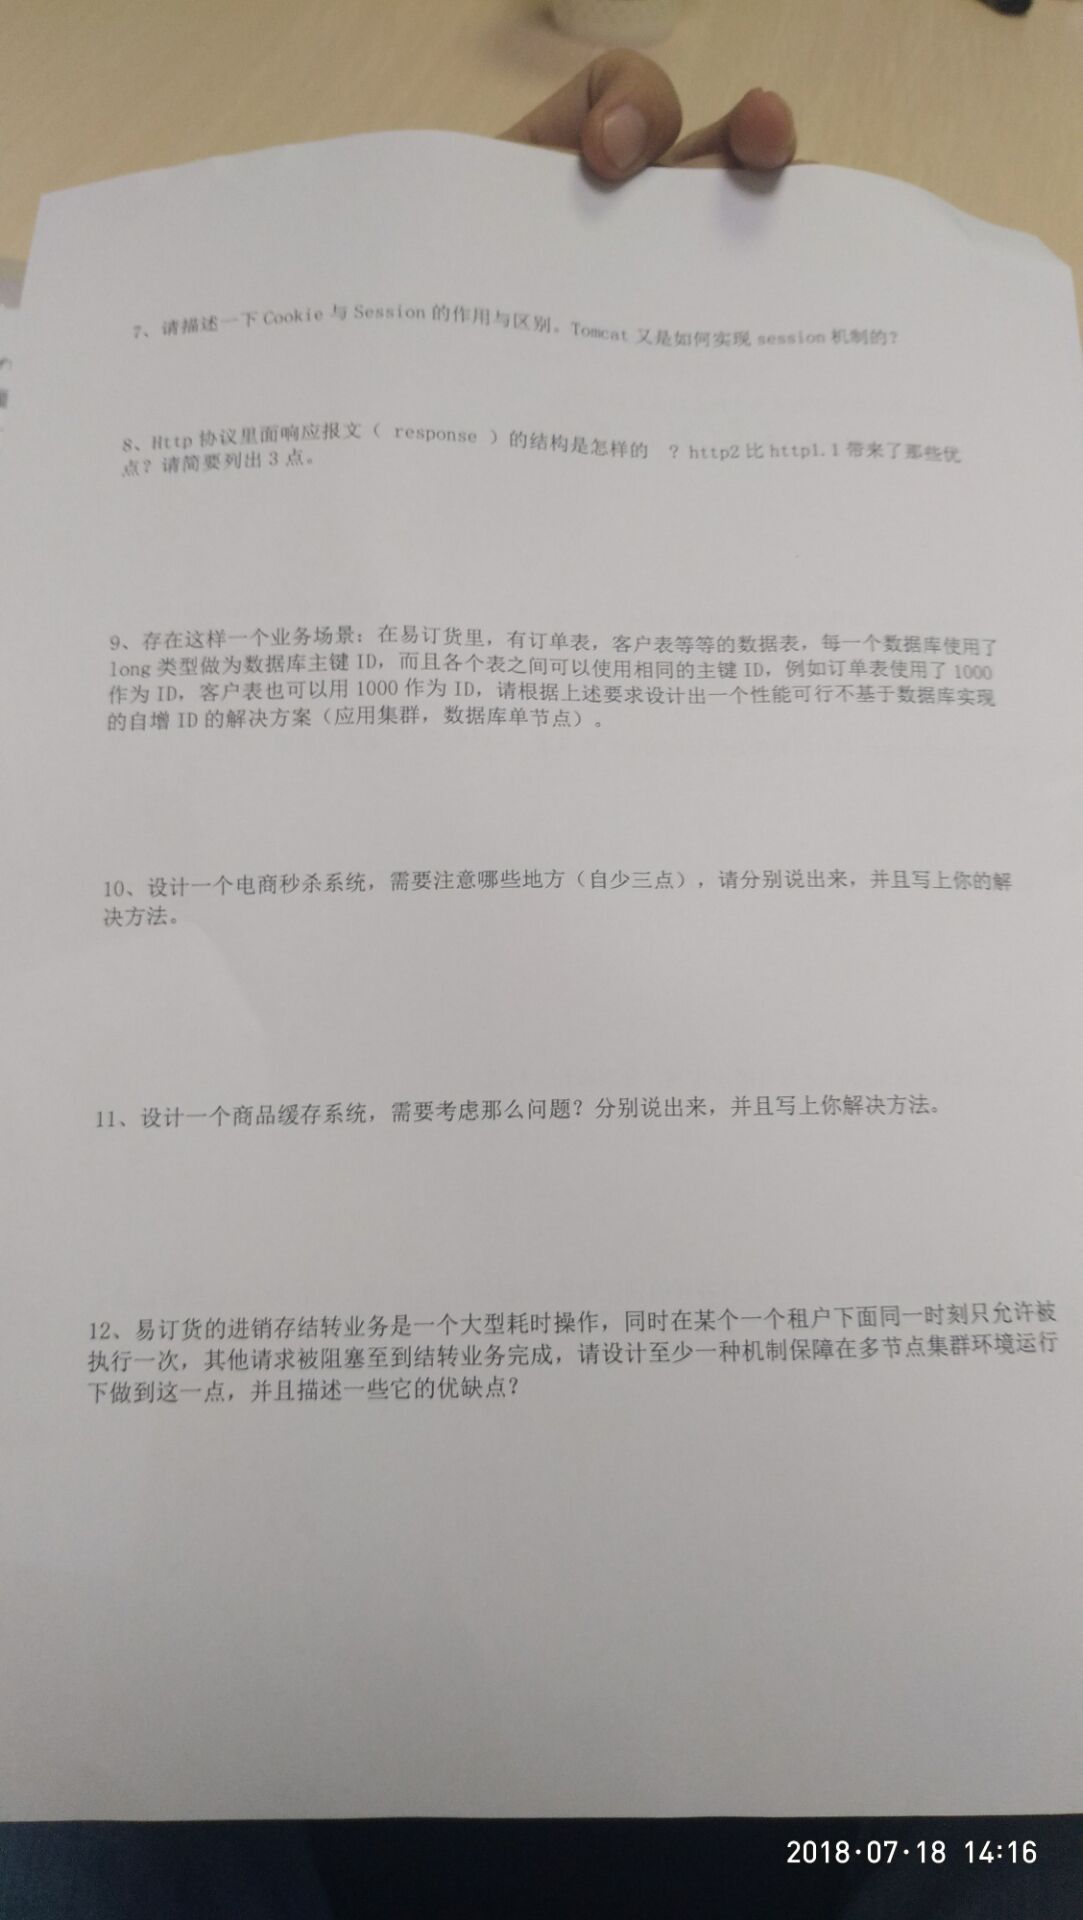 7、请描述一下 Cookie 与 Session 的作用与区别。Tomcat 又是如何实现 session 机制的？
8、Http 协议里面响应报文（ response ）的结构是怎样的 ？http2 比 http1.1 带来了那些优
点？请简要列出 3 点。
9、存在这样一个业务场景：在易订货里，有订单表，客户表等等的数据表，每一个数据库使用了
long 类型做为数据库主键 ID，而且各个表之间可以使用相同的主键 ID，例如订单表使用了 1000
作为 ID，客户表也可以用 1000 作为 ID，请根据上述要求设计出一个性能可行不基于数据库实现
的自增 ID 的解决方案（应用集群，数据库单节点）。
10、设计一个电商秒杀系统，需要注意哪些地方（自少三点），请分别说出来，并且写上你的解
决方法。
11、设计一个商品缓存系统，需要考虑那么问题？分别说出来，并且写上你解决方法。
12、易订货的进销存结转业务是一个大型耗时操作，同时在某个一个租户下面同一时刻只允许被
执行一次，其他请求被阻塞至到结转业务完成，请设计至少一种机制保障在多节点集群环境运行
下做到这一点，并且描述一些它的优缺点？
2018·07·18 14:16